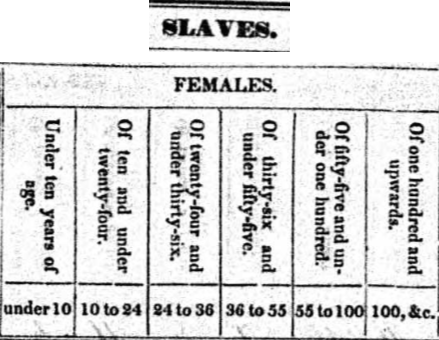 SLAVES.
FEMALES.
Under ten years of
age.
Of ten and under
twenty-four.
Of twenty-four and
under thirty-six.
Of thirty-six and
under fifty-five.
Of fifty-five and un-
der one hundred.
Of one hundred and
upwards.
under 10 10 to 24 24 to 36 36 to 55 55 to 100 100, &c.